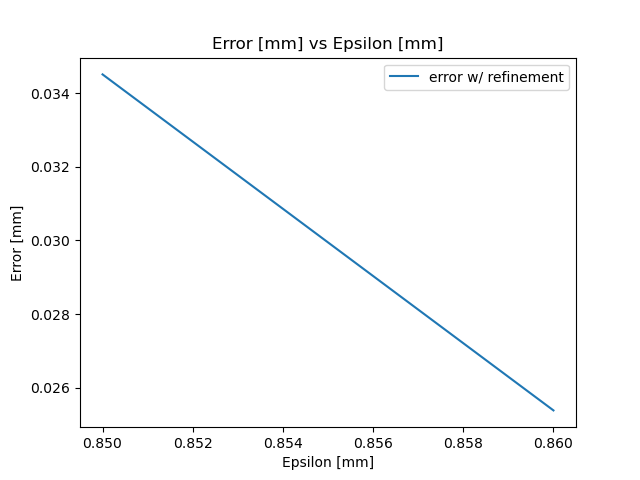 Error [mm] vs Epsilon [mm]
error w/ refinement
0.034
0.032
0.030
0.028
0.026
Error [mm]
0.850 0.852 0.854 0.856 0.858 0.860
Epsilon [mm]